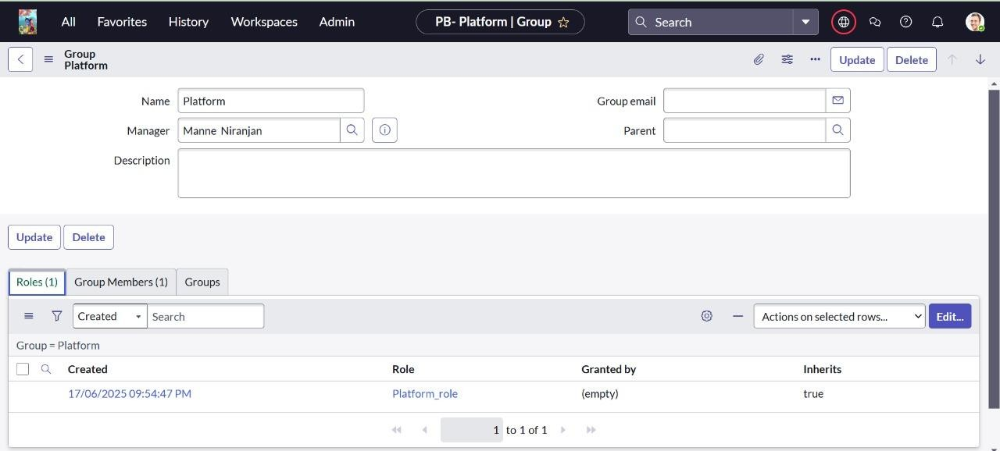 All Favorites History Workspaces Admin PB- Platform | Group Search
Group
Platform
Update Delete
Name Platform Group email
Manager Manne Niranjan Parent
Description
Update Delete
Roles (1) Group Members (1) Groups
Created Search Actions on selected rows... Edit...
Group = Platform
Created Role Granted by Inherits
17/06/2025 09:54:47 PM Platform_role (empty) true
1 to 1 of 1